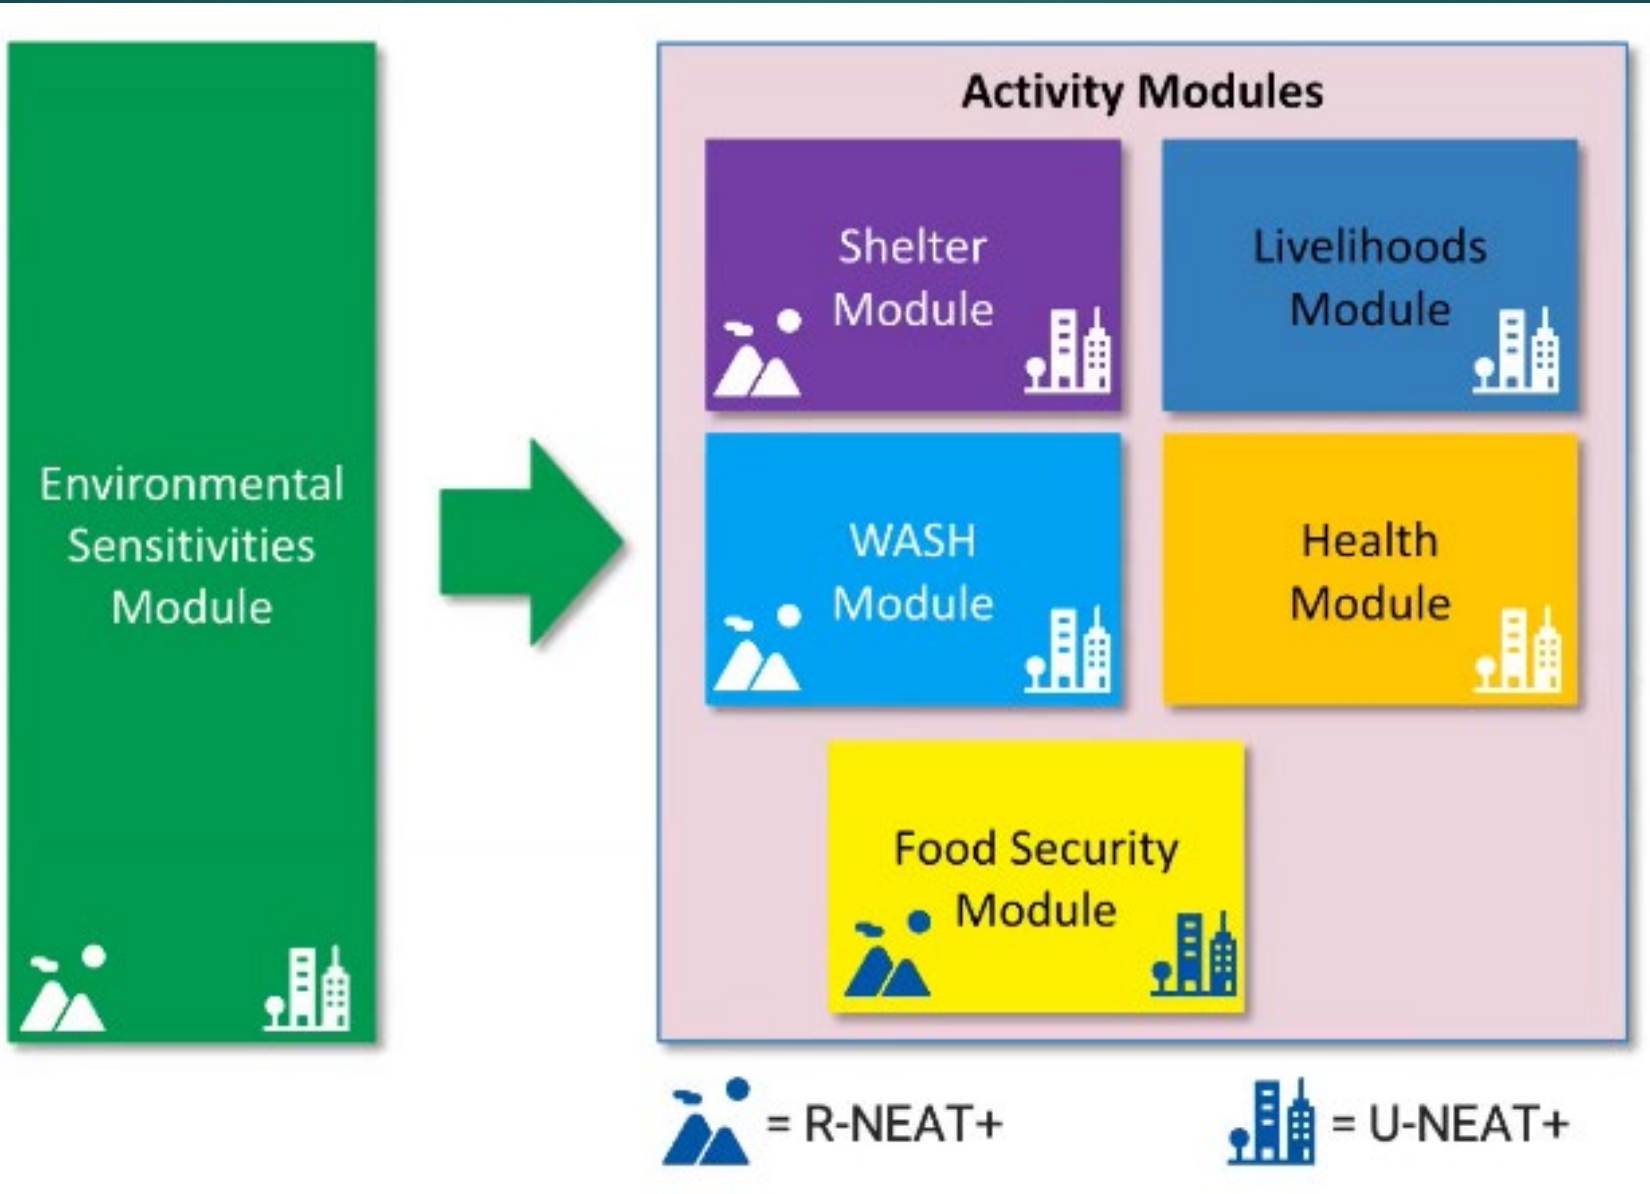 Environmental
Sensitivities
Module
Activity Modules
Shelter
Module
Livelihoods
Module
WASH
Module
Health
Module
Food Security
Module
= R-NEAT+
= U-NEAT+